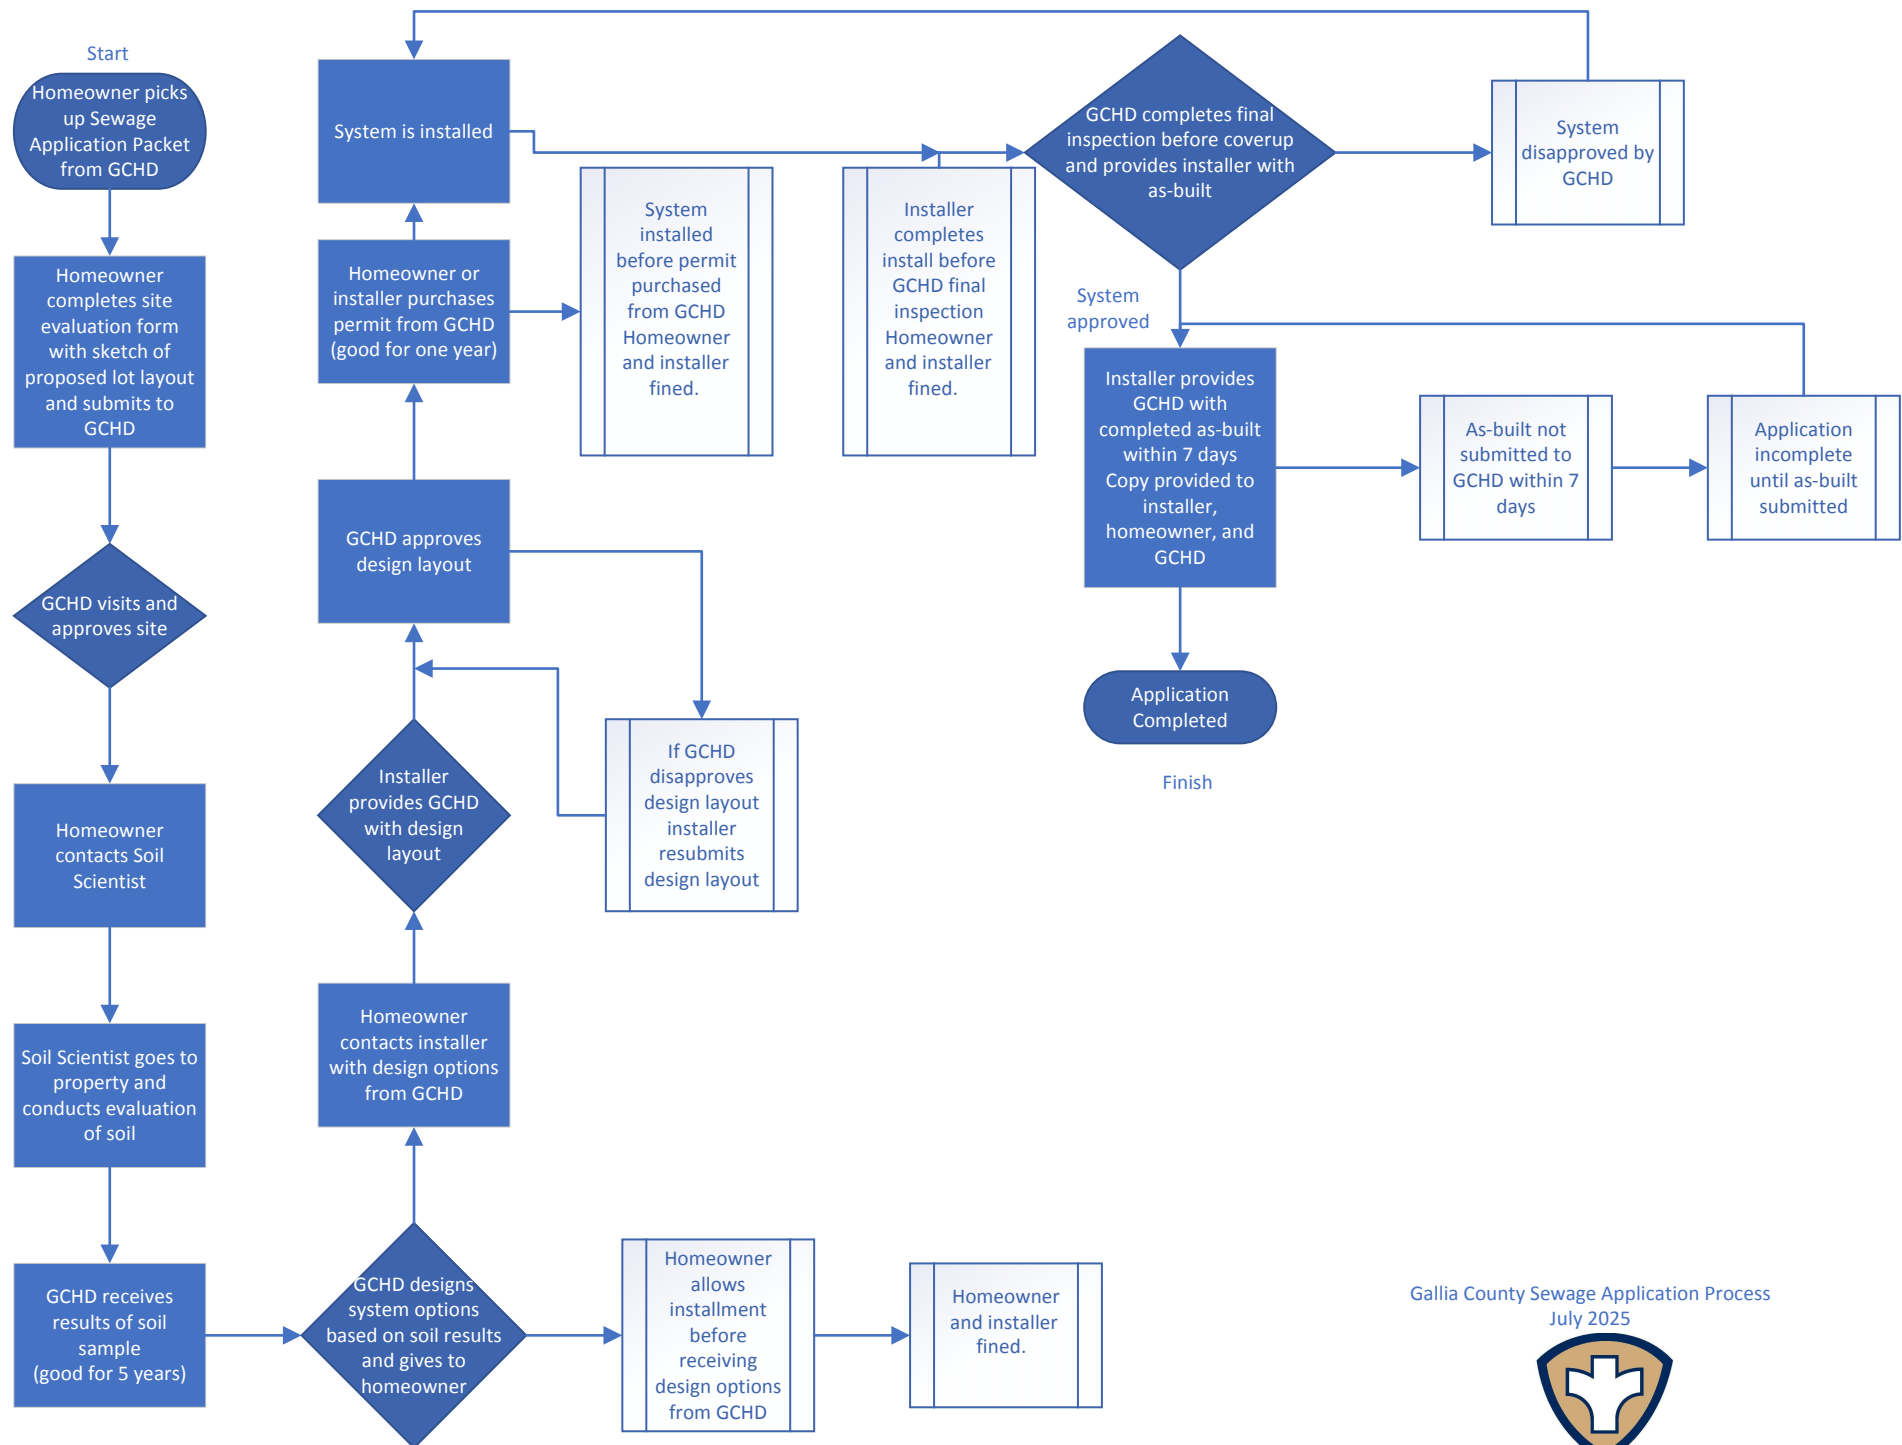 Start
Homeowner picks
up Sewage
Application Packet
from GCHD
Homeowner
completes site
evaluation form
with sketch of
proposed lot layout
and submits to
GCHD
GCHD visits and
approves site
Homeowner
contacts Soil
Scientist
Soil Scientist goes to
property and
conducts evaluation
of soil
GCHD receives
results of soil
sample
(good for 5 years)
GCHD designs
system options
based on soil results
and gives to
homeowner
Homeowner
allows
installment
before
receiving
design options
from GCHD
Homeowner
and installer
fined.
Homeowner
contacts installer
with design options
from GCHD
Installer
provides GCHD
with design
layout
GCHD approves
design layout
If GCHD
disapproves
design layout
installer
resubmits
design layout
Homeowner or
installer purchases
permit from GCHD
(good for one year)
System
installed
before permit
purchased
from GCHD
Homeowner
and installer
fined.
System is installed
Installer
completes
install before
GCHD final
inspection
Homeowner
and installer
fined.
GCHD completes final
inspection before coverup
and provides installer with
as-built
System
disapproved by
GCHD
System
approved
Installer provides
GCHD with
completed as-built
within 7 days
Copy provided to
installer,
homeowner, and
GCHD
As-built not
submitted to
GCHD within 7
days
Application
incomplete
until as-built
submitted
Application
Completed
Finish
Gallia County Sewage Application Process
July 2025